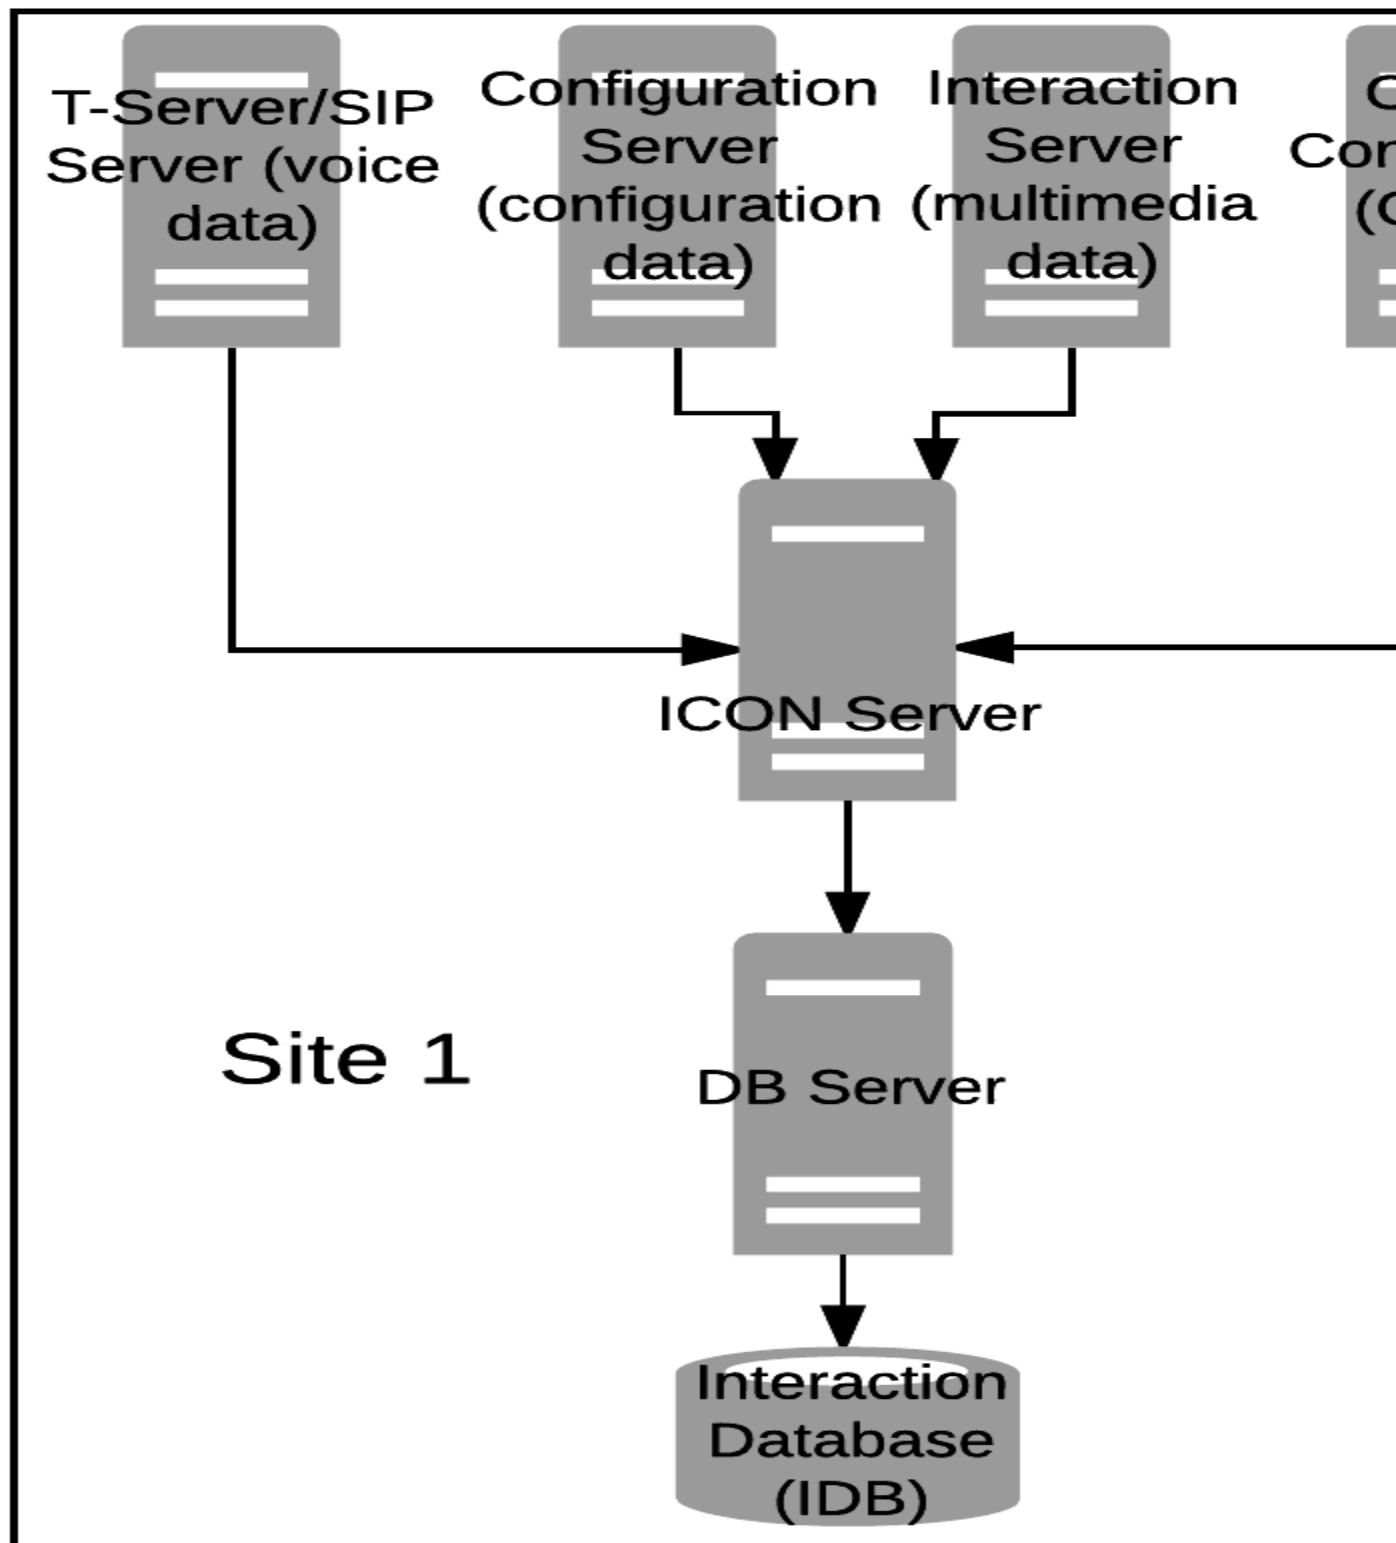 T-Server/SIP
Server (voice
data)
Configuration
Server
(configuration
data)
Interaction
Server
(multimedia
data)
ICON Server
DB Server
Site 1
Interaction
Database
(IDB)